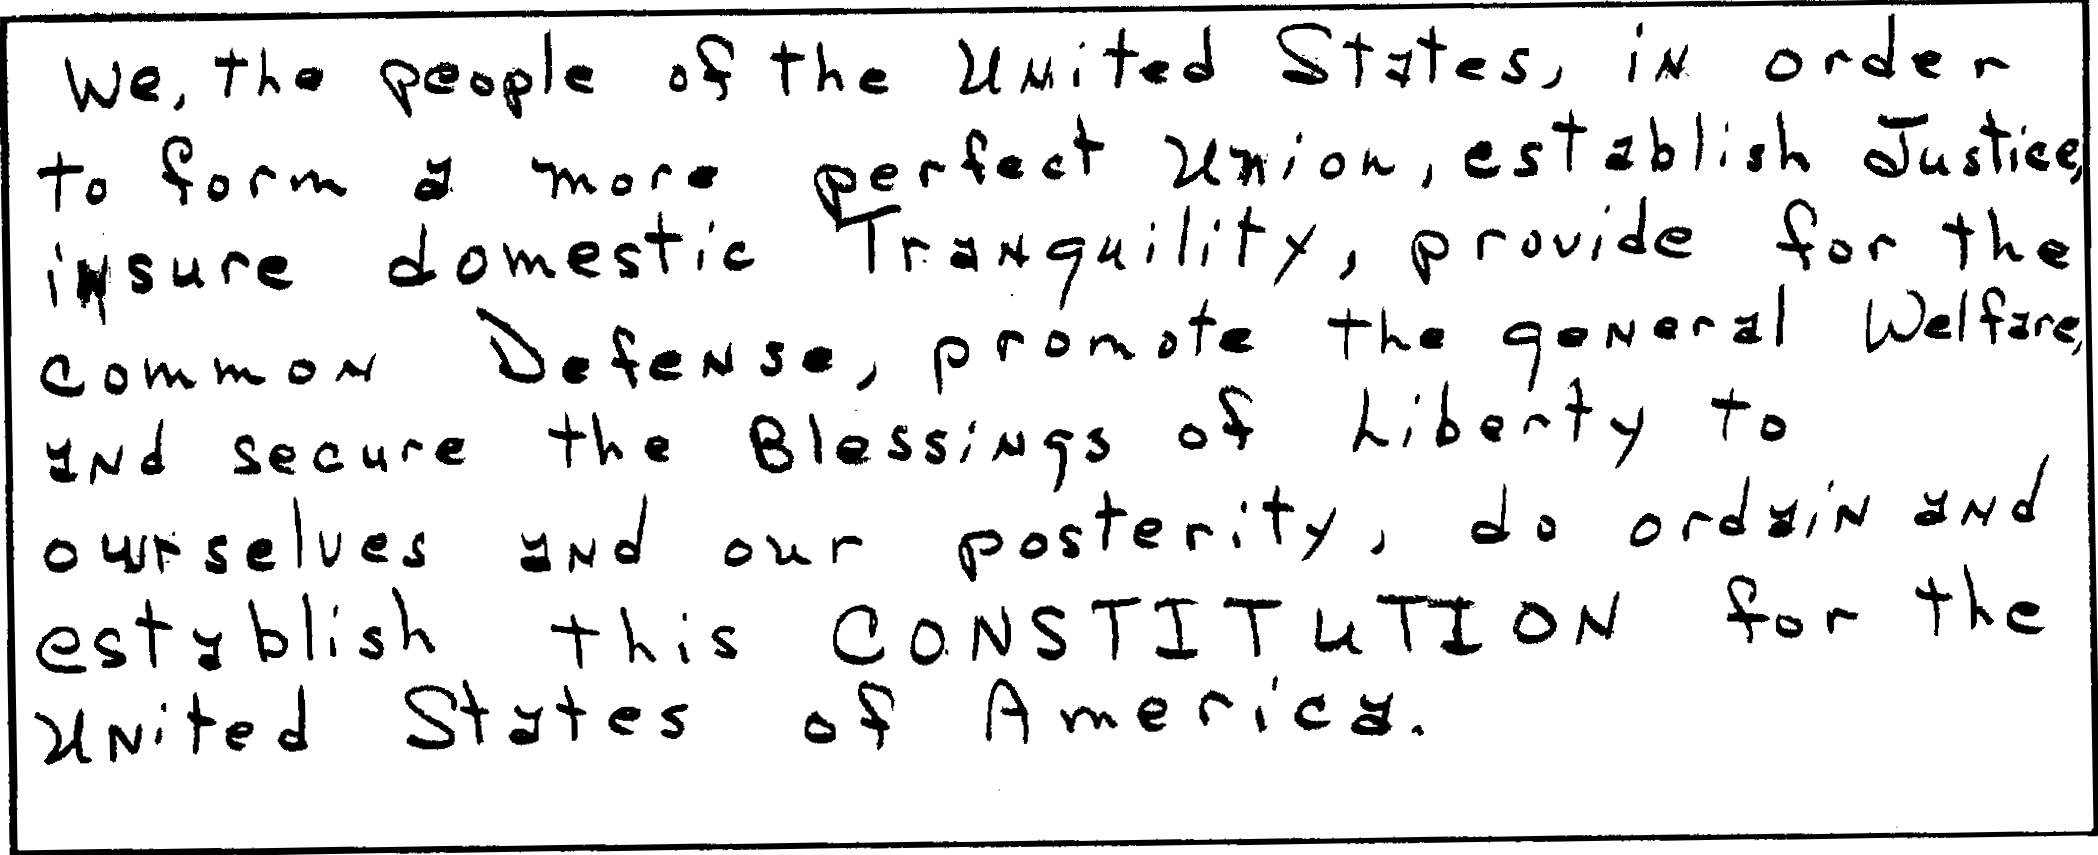 We, the people of the United States, in order
to form a more perfect Union, establish Justice,
insure domestic Tranquility, provide for the
common Defense, promote the general Welfare,
and secure the Blessings of Liberty to
ourselves and our posterity, do ordain and
establish this CONSTITUTION for the
United States of America.